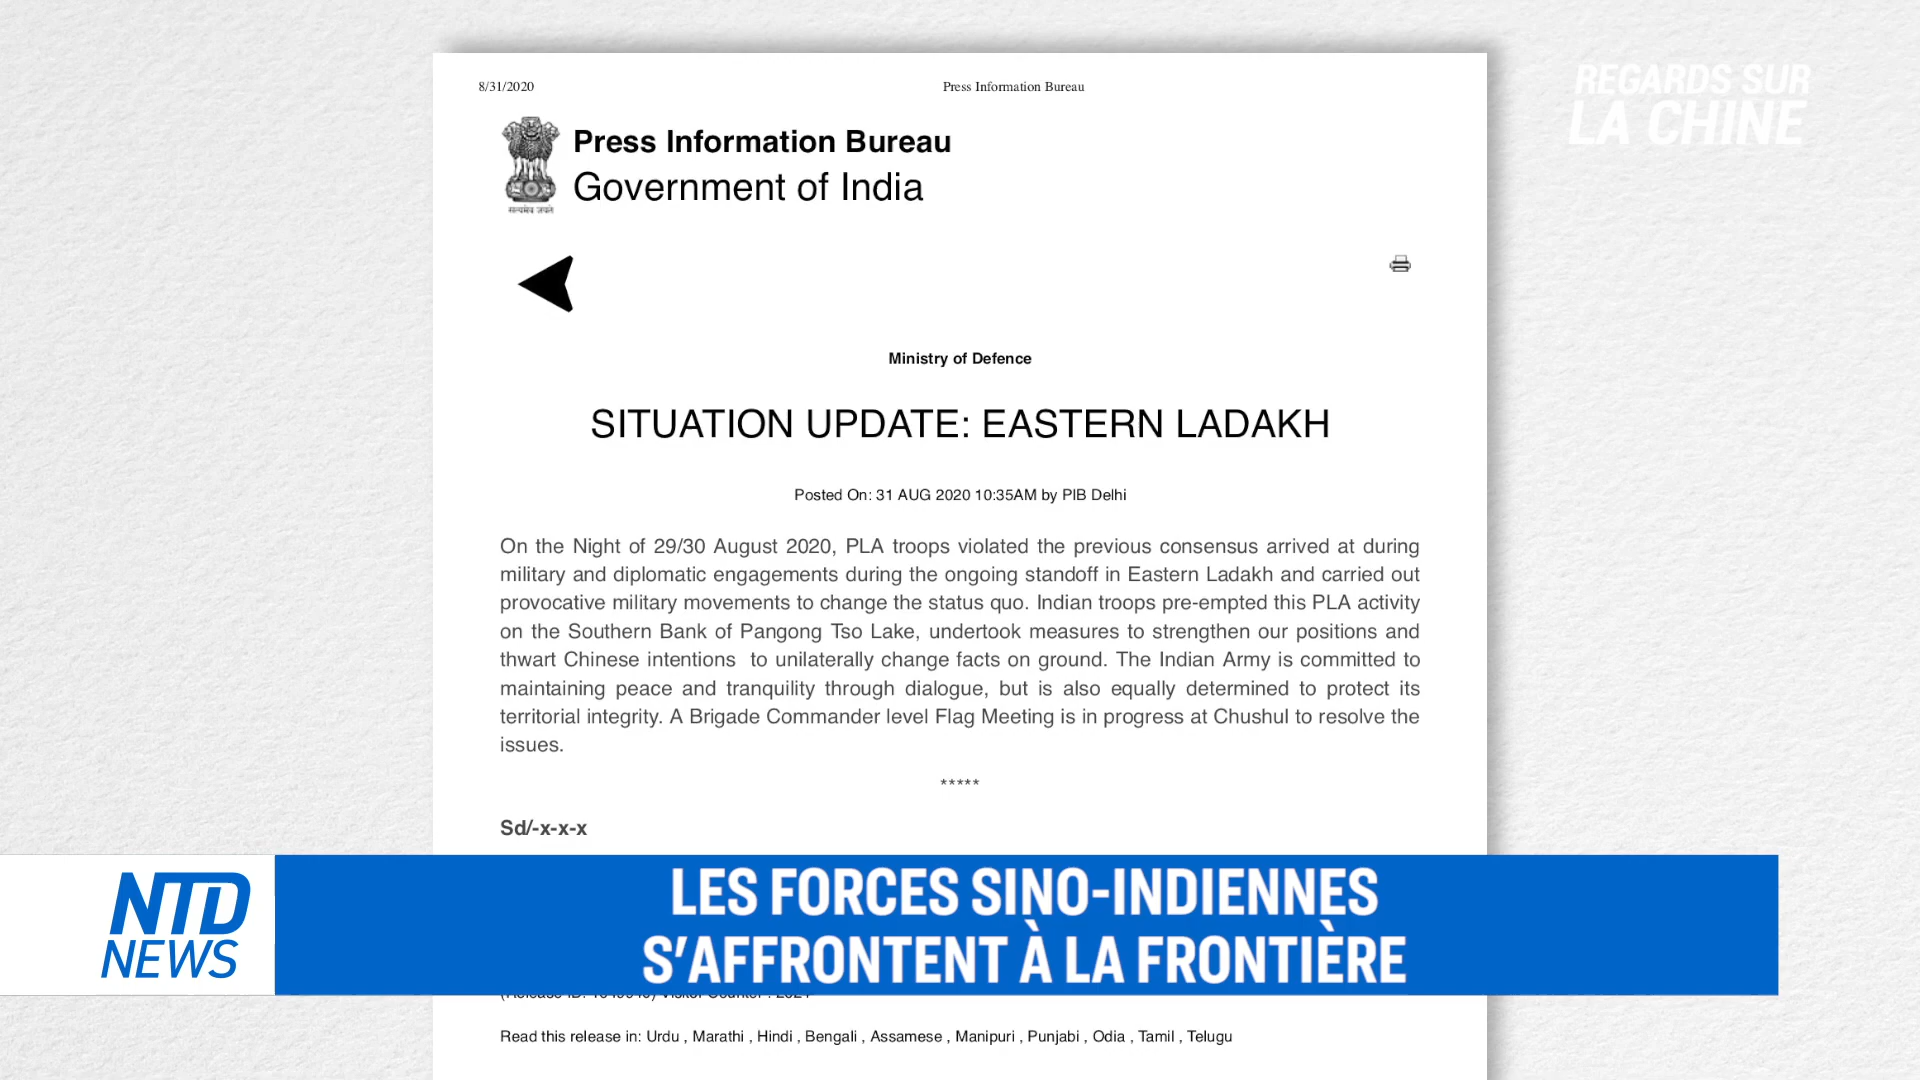 8/31/2020
Press Information Bureau
REGARDS SUR
LA CHINE
Press Information Bureau
Government of India
सत्यमेव जयते
Ministry of Defence
SITUATION UPDATE: EASTERN LADAKH
Posted On: 31 AUG 2020 10:35AM by PIB Delhi
On the Night of 29/30 August 2020, PLA troops violated the previous consensus arrived at during
military and diplomatic engagements during the ongoing standoff in Eastern Ladakh and carried out
provocative military movements to change the status quo. Indian troops pre-empted this PLA activity
on the Southern Bank of Pangong Tso Lake, undertook measures to strengthen our positions and
thwart Chinese intentions  to unilaterally change facts on ground. The Indian Army is committed to
maintaining peace and tranquility through dialogue, but is also equally determined to protect its
territorial integrity. A Brigade Commander level Flag Meeting is in progress at Chushul to resolve the
issues.
*****
Sd/-x-x-x
NTD
NEWS
LES FORCES SINO-INDIENNES
S'AFFRONTENT À LA FRONTIÈRE
Read this release in: Urdu , Marathi , Hindi , Bengali , Assamese , Manipuri , Punjabi , Odia , Tamil , Telugu